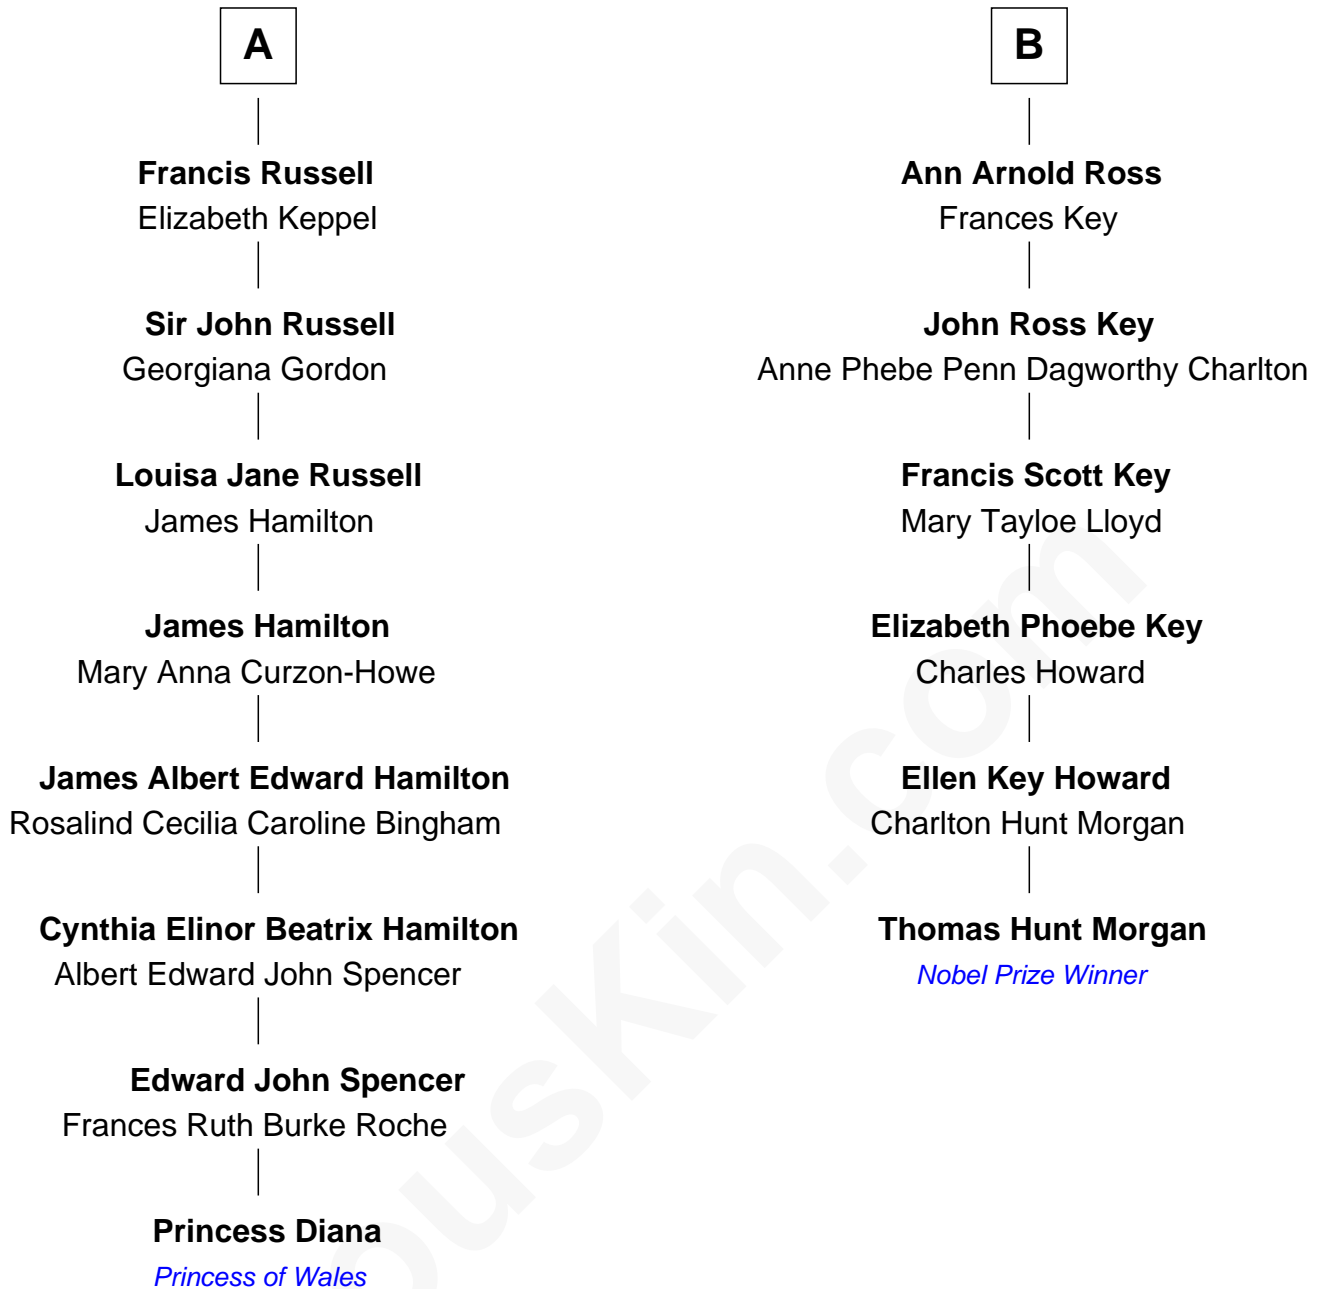 A
Francis Russell
Elizabeth Keppel
Sir John Russell
Georgiana Gordon
Louisa Jane Russell
James Hamilton
James Hamilton
Mary Anna Curzon-Howe
James Albert Edward Hamilton
Rosalind Cecilia Caroline Bingham
Cynthia Elinor Beatrix Hamilton
Albert Edward John Spencer
Edward John Spencer
Frances Ruth Burke Roche
Princess Diana
Princess of Wales
B
Ann Arnold Ross
Frances Key
John Ross Key
Anne Phebe Penn Dagworthy Charlton
Francis Scott Key
Mary Tayloe Lloyd
Elizabeth Phoebe Key
Charles Howard
Ellen Key Howard
Charlton Hunt Morgan
Thomas Hunt Morgan
Nobel Prize Winner
ousKin.com